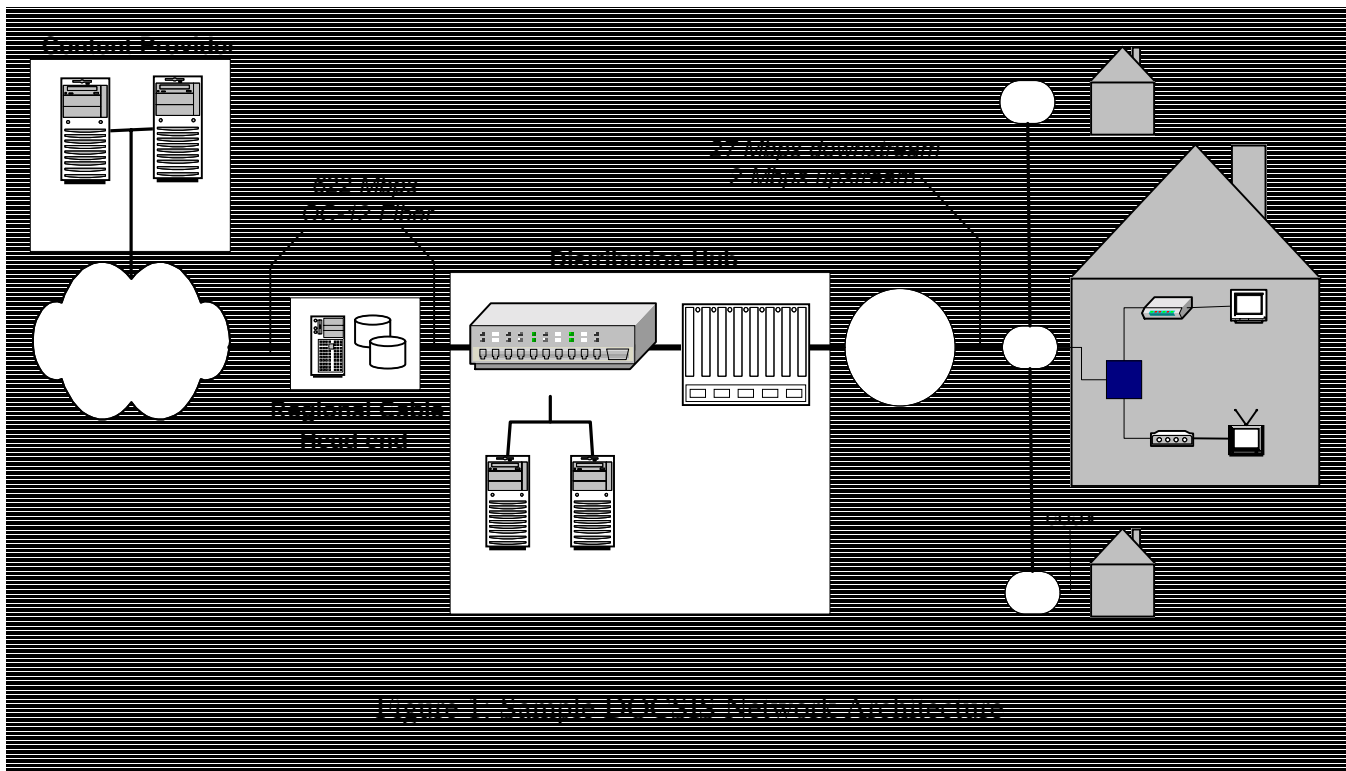 Content Provider
622 Mbps
OC-12 Fiber
27 Mbps downstream
2 Mbps upstream
Distribution Hub
Regional Cable
Head-end
Figure 1: Sample DOCSIS Network Architecture